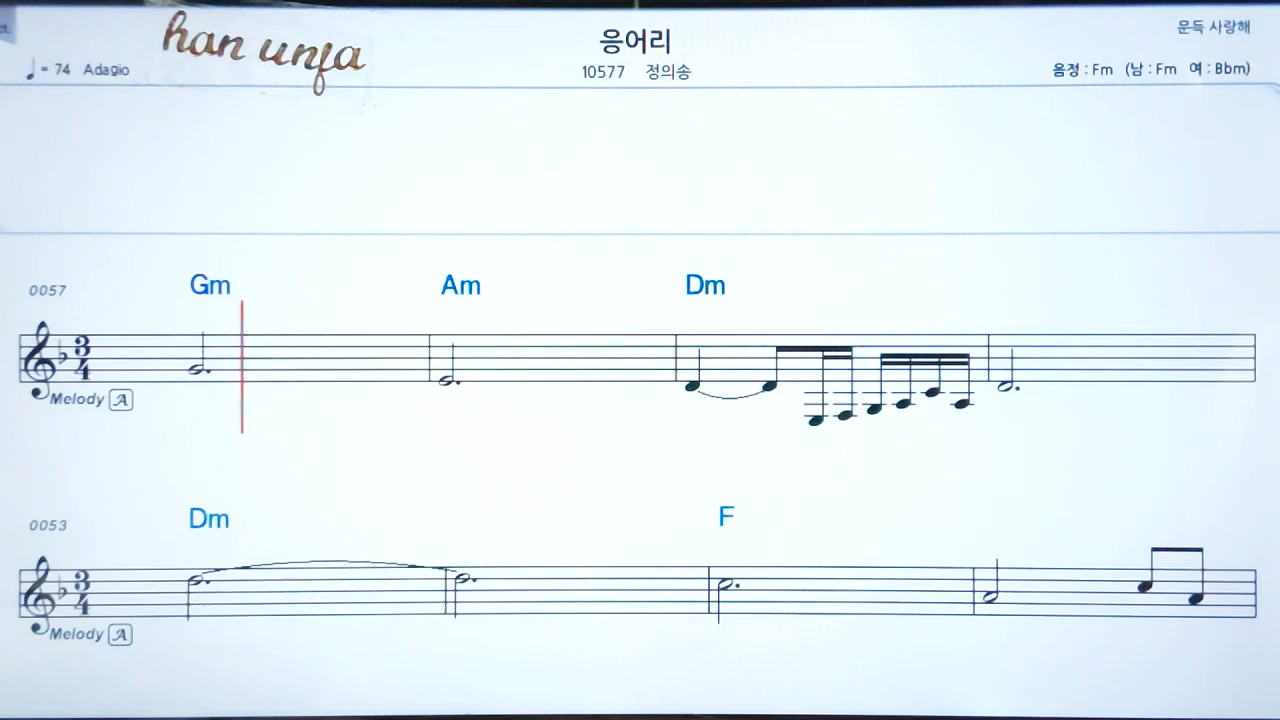 han unja
응어리
문득 사랑해
♩= 74 Adagio
10577 정의송
음정 : Fm (남 : Fm 여 : Bbm)
0057
Gm Am Dm
3
4
Melody A
0053
Dm F
3
4
Melody A